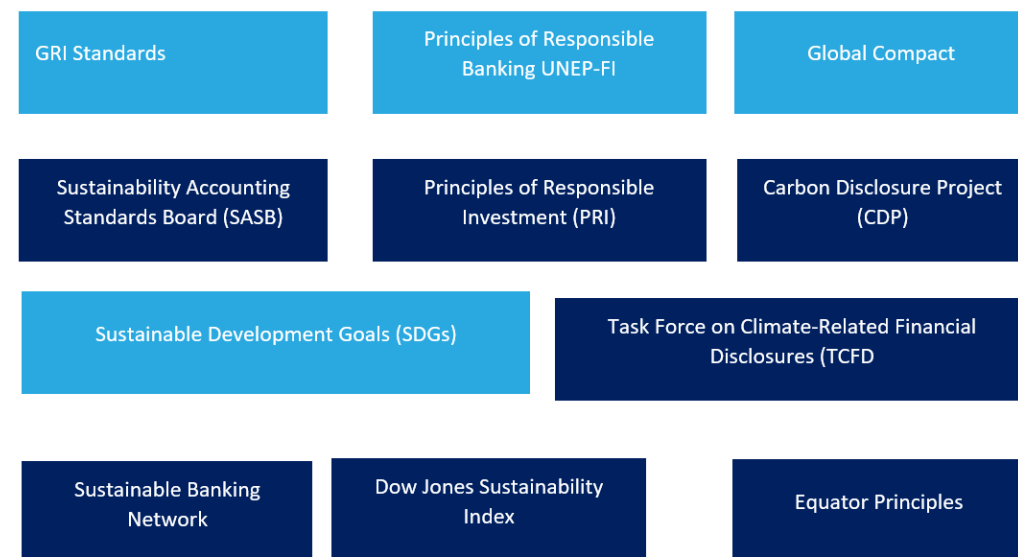 GRI Standards
Principles of Responsible
Banking UNEP-FI
Global Compact
Sustainability Accounting
Standards Board (SASB)
Principles of Responsible
Investment (PRI)
Carbon Disclosure Project
(CDP)
Sustainable Development Goals (SDGs)
Task Force on Climate-Related Financial
Disclosures (TCFD
Sustainable Banking
Network
Dow Jones Sustainability
Index
Equator Principles